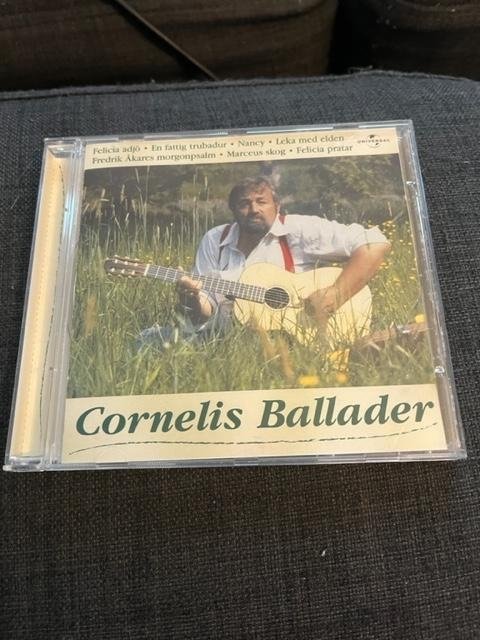 Felicia adjö • En fattig trubadur • Nancy • Leka med elden
Fredrik Åkares morgonpsalm • Marceus skog • Felicia pratar
UNIVERSAL
Cornelis Ballader